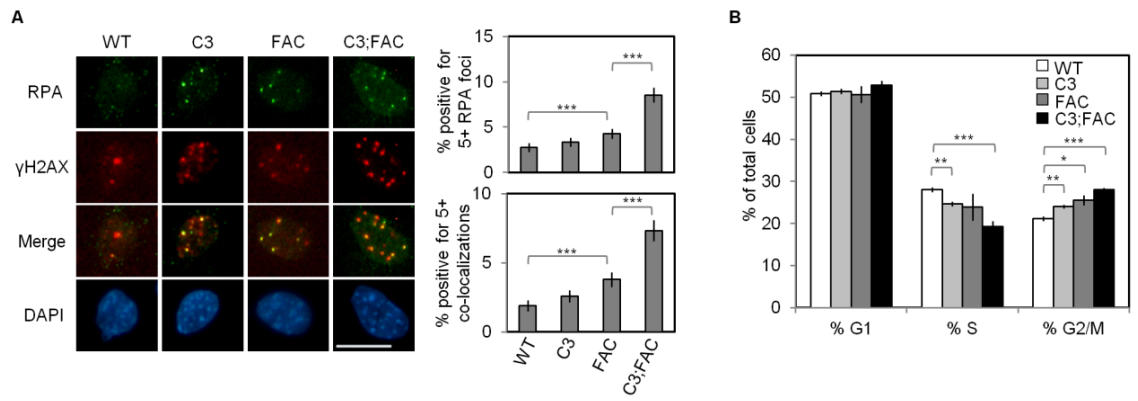 A
WT C3 FAC C3;FAC
RPA
γH2AX
Merge
DAPI
% positive for
5+ RPA foci
15
10
5
0
***
***
% positive for 5+
co-localizations
10
5
0
***
***
WT C3 FAC C3;FAC
B
% of total cells
60
50
40
30
20
10
0
WT
C3
FAC
C3;FAC
***
**
***
*
**
% G1 % S % G2/M